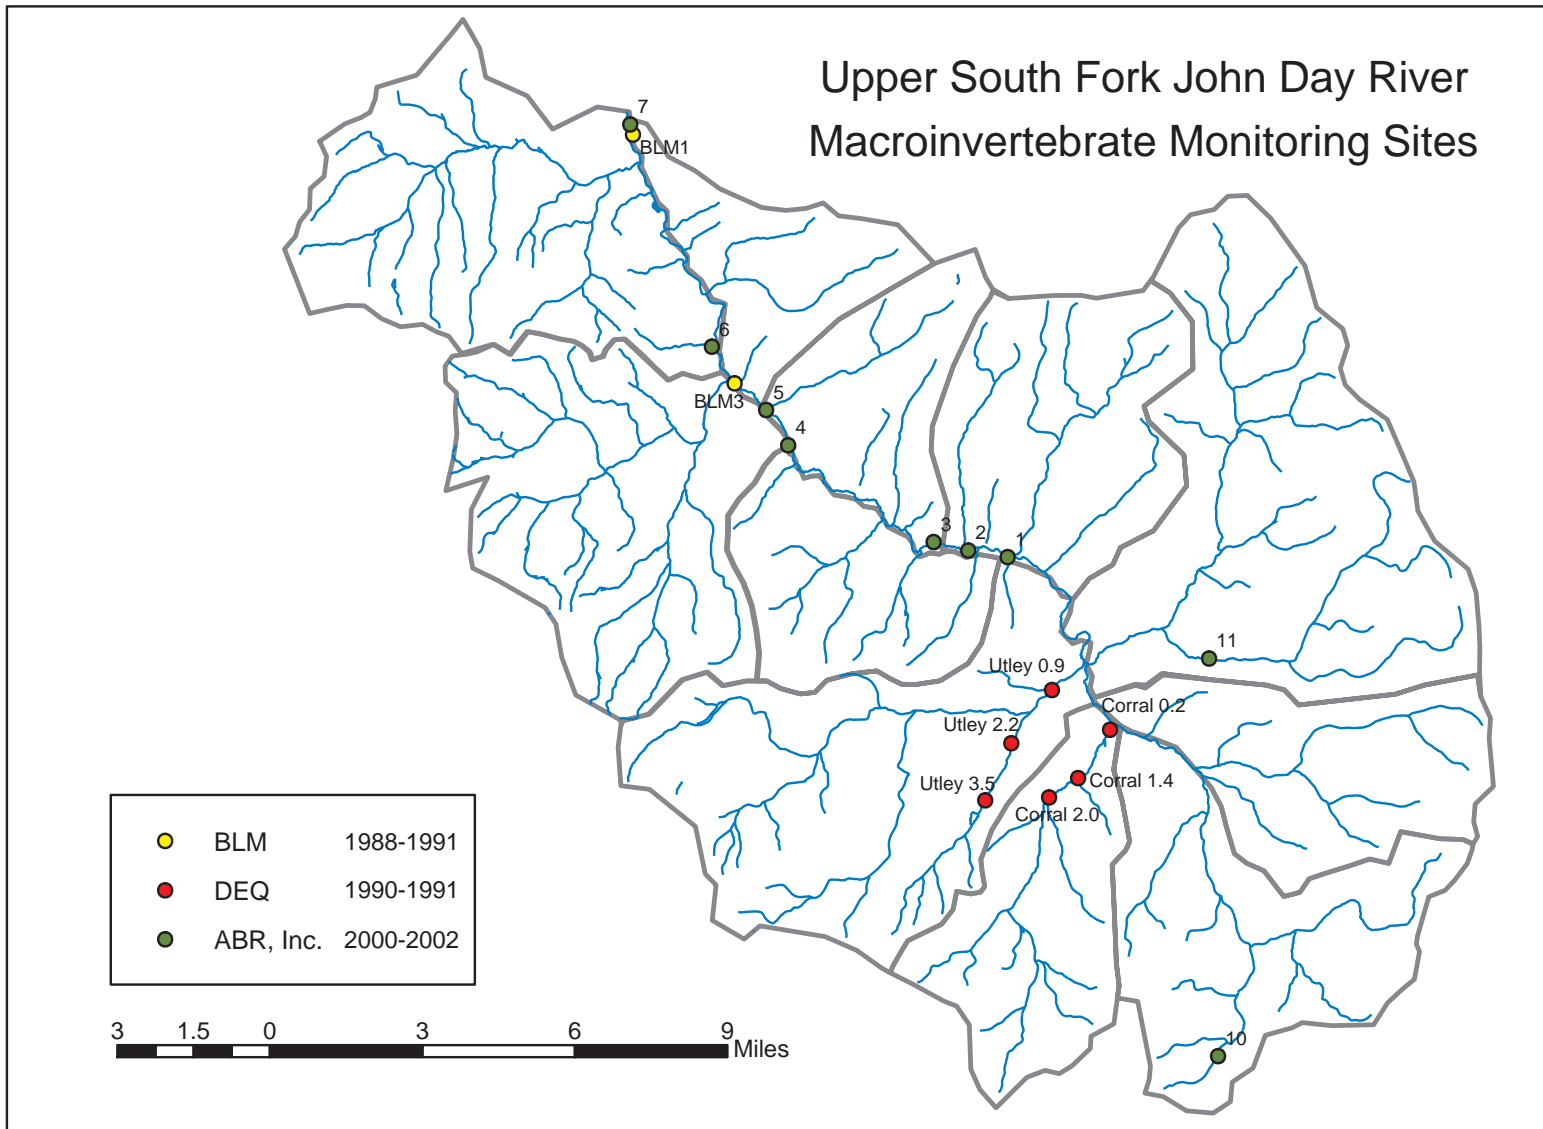 Upper South Fork John Day River
Macroinvertebrate Monitoring Sites
7
BLM1
6
BLM3
5
4
3
2
1
11
Utley 0.9
Corral 0.2
Utley 2.2
Utley 3.5
Corral 1.4
Corral 2.0
10
BLM 1988-1991
DEQ 1990-1991
ABR, Inc. 2000-2002
3 1.5 0 3 6 9
Miles